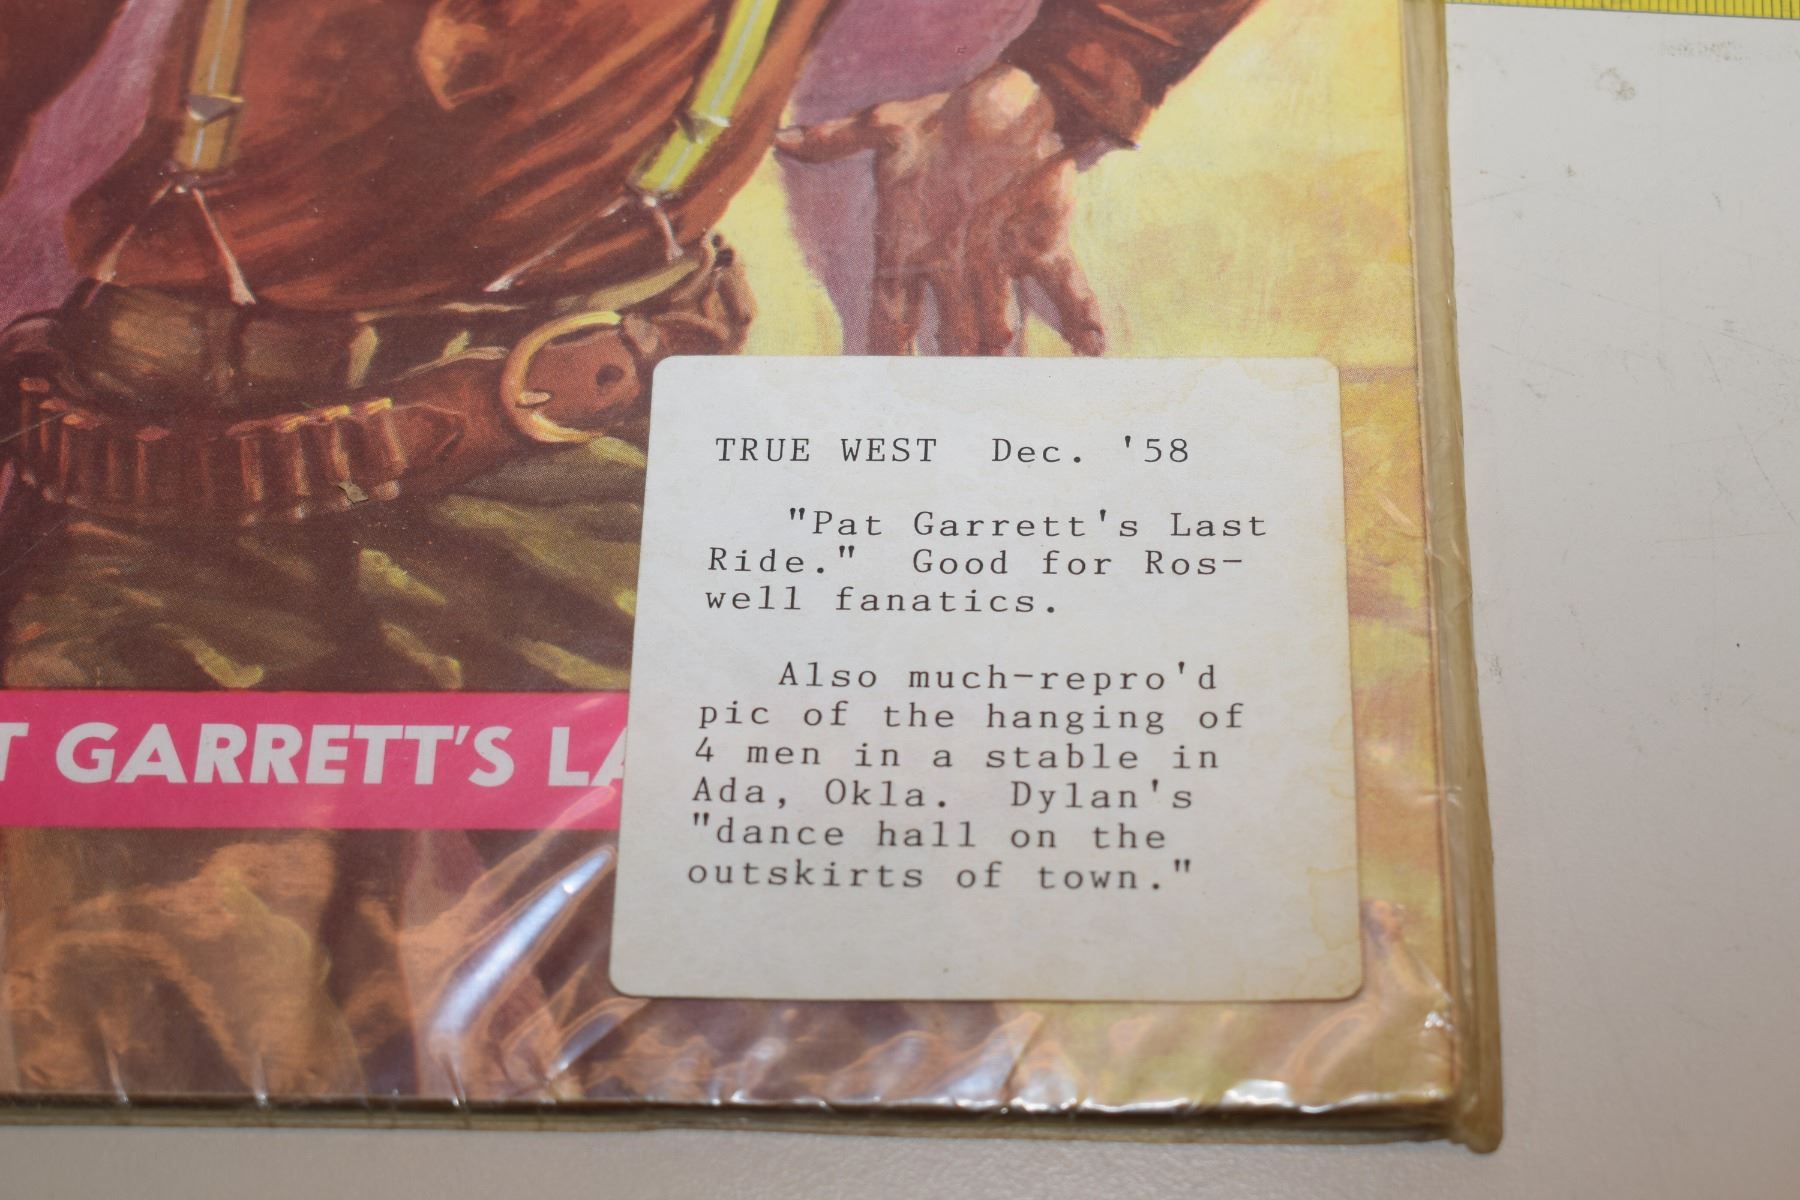 TRUE WEST  Dec. '58
"Pat Garrett's Last
Ride."  Good for Ros-
well fanatics.
Also much-repro'd
pic of the hanging of
4 men in a stable in
Ada, Okla.  Dylan's
"dance hall on the
outskirts of town."
GARRETT'S